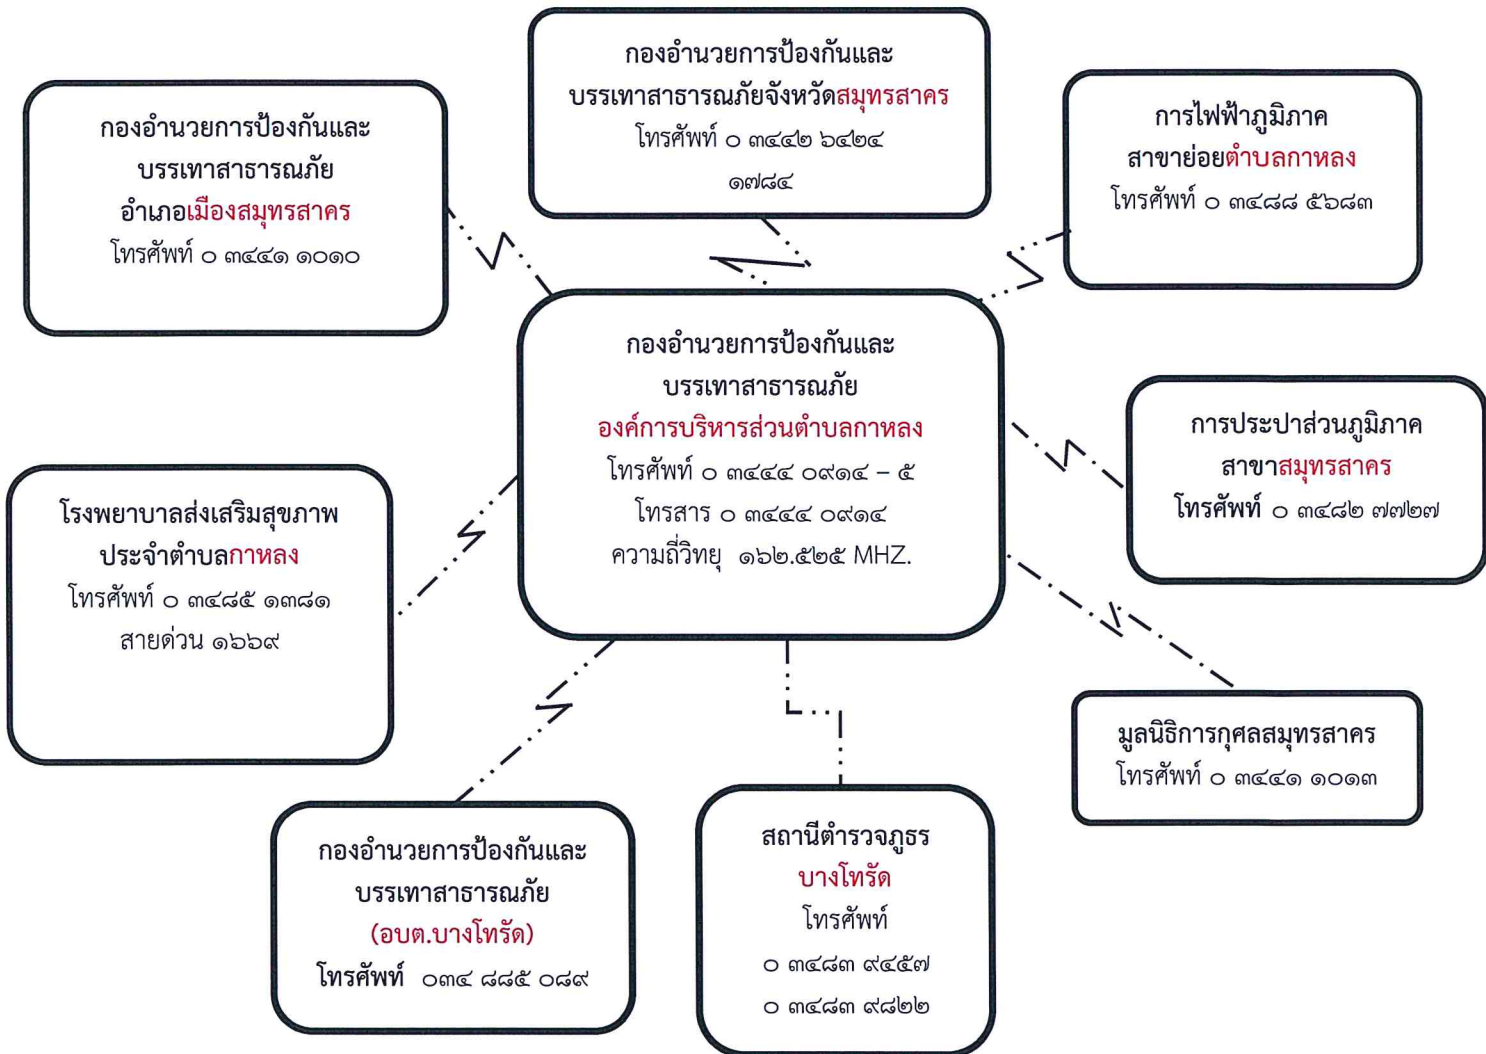 กองอำนวยการป้องกันและ
บรรเทาสาธารณภัยจังหวัดสมุทรสาคร
โทรศัพท์ ๐ ๓๔๔๒ ๖๔๒๔
๑๗๘๔
กองอำนวยการป้องกันและ
บรรเทาสาธารณภัย
อำเภอเมืองสมุทรสาคร
โทรศัพท์ ๐ ๓๔๔๑ ๑๐๑๐
การไฟฟ้าภูมิภาค
สาขาย่อยตำบลกาหลง
โทรศัพท์ ๐ ๓๔๘๘ ๕๖๘๓
กองอำนวยการป้องกันและ
บรรเทาสาธารณภัย
องค์การบริหารส่วนตำบลกาหลง
โทรศัพท์ ๐ ๓๔๔๔ ๐๙๑๔ – ๕
โทรสาร ๐ ๓๔๔๔ ๐๙๑๔
ความถี่วิทยุ ๑๖๒.๕๒๕ MHZ.
การประปาส่วนภูมิภาค
สาขาสมุทรสาคร
โทรศัพท์ ๐ ๓๔๘๒ ๗๗๒๗
โรงพยาบาลส่งเสริมสุขภาพ
ประจำตำบลกาหลง
โทรศัพท์ ๐ ๓๔๘๕ ๑๓๘๑
สายด่วน ๑๖๖๙
มูลนิธิการกุศลสมุทรสาคร
โทรศัพท์ ๐ ๓๔๔๑ ๑๐๑๓
กองอำนวยการป้องกันและ
บรรเทาสาธารณภัย
(อบต.บางโทรัด)
โทรศัพท์ ๐๓๔ ๘๘๕ ๐๘๙
สถานีตำรวจภูธร
บางโทรัด
โทรศัพท์
๐ ๓๔๘๓ ๙๔๕๗
๐ ๓๔๘๓ ๙๘๒๒